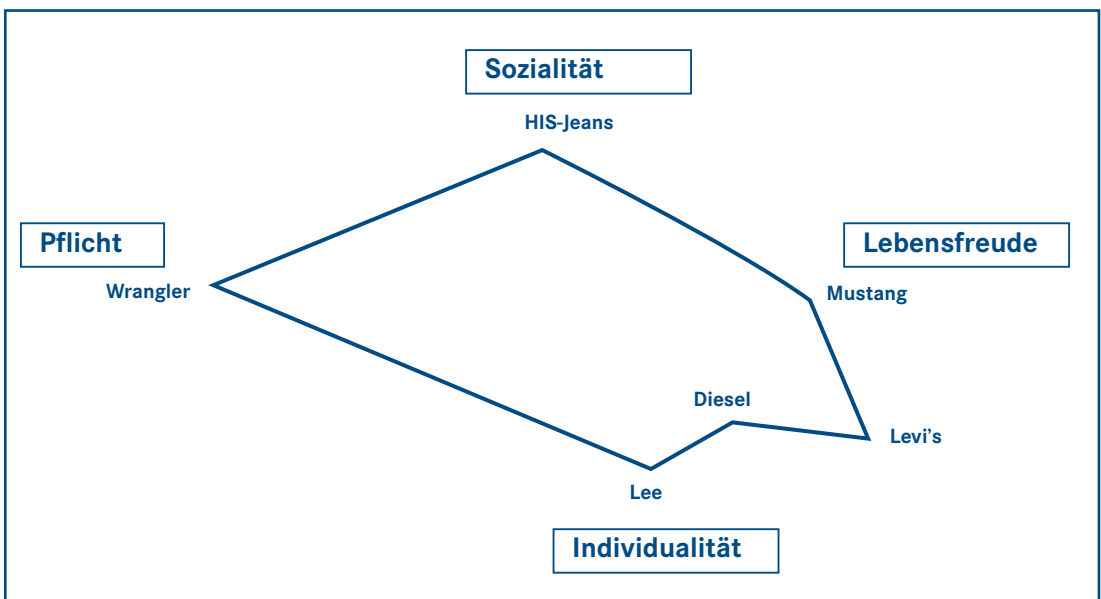 Sozialität
HIS-Jeans
Pflicht
Lebensfreude
Wrangler
Mustang
Diesel
Levi’s
Lee
Individualität